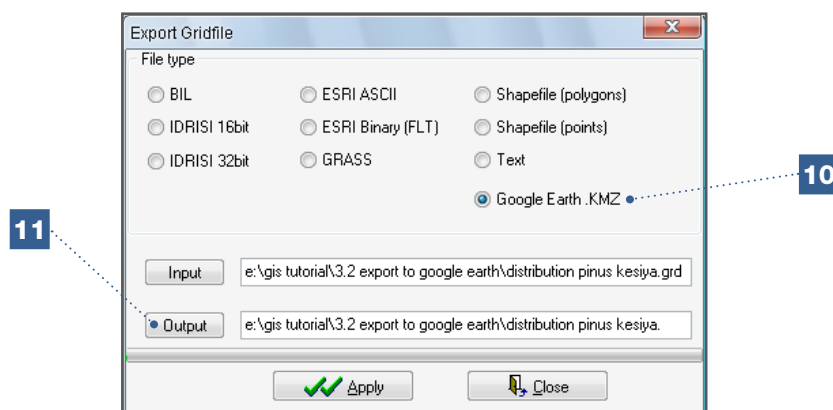 Export Gridfile
File type
BIL ESRI ASCII Shapefile (polygons)
IDRISI 16bit ESRI Binary (FLT) Shapefile (points)
IDRISI 32bit GRASS Text
10
Google Earth .KMZ
11
Input e:\gis tutorial\3.2 export to google earth\distribution pinus kesiya.grd
Output e:\gis tutorial\3.2 export to google earth\distribution pinus kesiya.
Apply Close